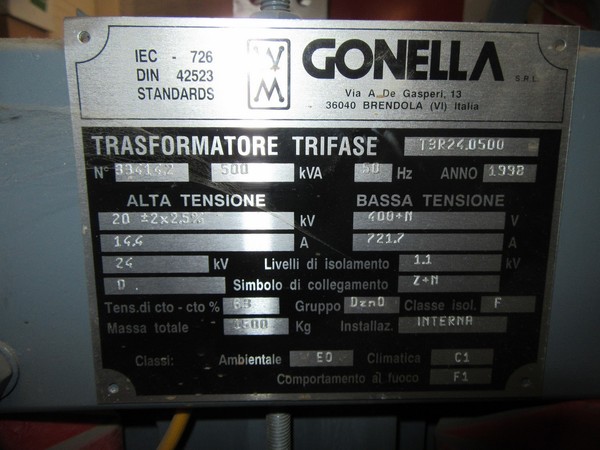 IEC - 726
DIN 42523
STANDARDS
VM
GONELLA S.R.L.
Via A. De Gasperi, 13
36040 BRENDOLA (VI) Italia
TRASFORMATORE TRIFASE T3R24.0500
N° 500 kVA 50 Hz ANNO 1998
ALTA TENSIONE BASSA TENSIONE
20 ±2x2.5% kV 400+N V
14.4 A 721.7 A
24 kV Livelli di isolamento 1.1 kV
D Simbolo di collegamento Z+N
Tens.di cto - cto % Gruppo Dzn0 Classe isol. F
Massa totale Kg Installaz. INTERNA
Classi: Ambientale E0 Climatica C1
Comportamento al fuoco F1